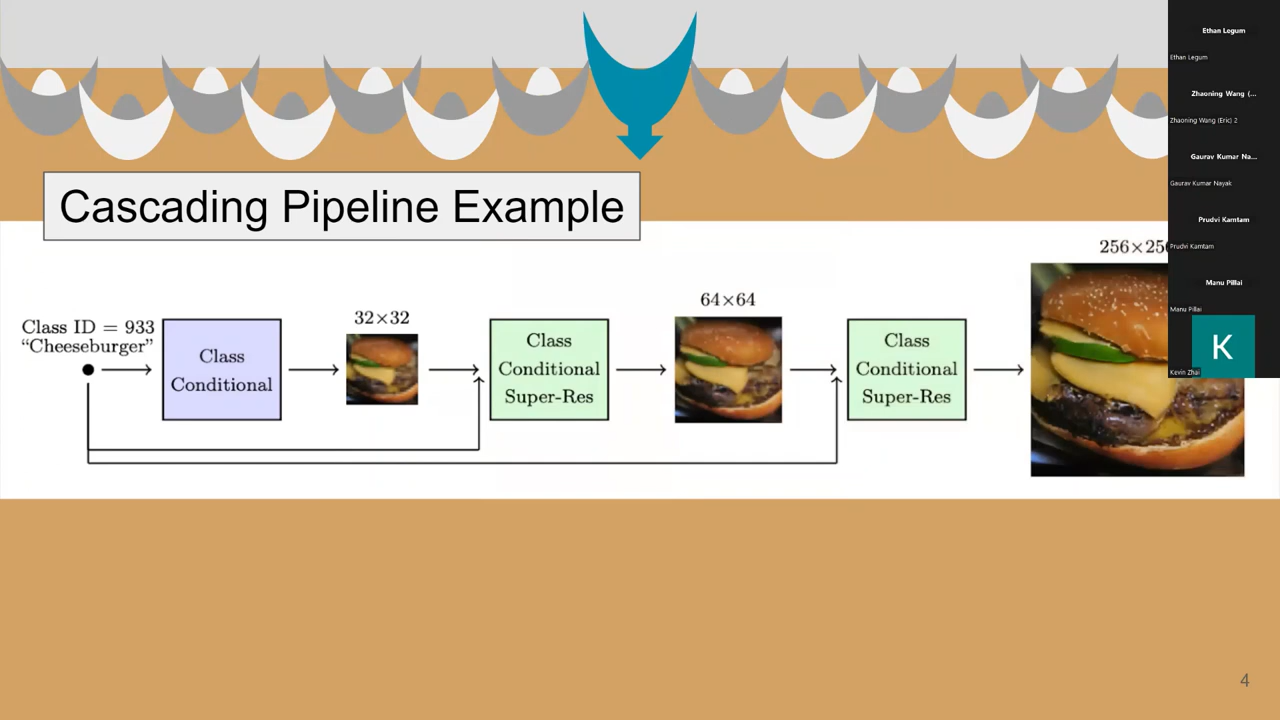 Cascading Pipeline Example
Class ID = 933
“Cheeseburger”
Class
Conditional
32×32
Class
Conditional
Super-Res
64×64
Class
Conditional
Super-Res
4
Ethan Legum
Ethan Legum
Zhaoning Wang (...
Zhaoning Wang (Eric) 2
Gaurav Kumar Na...
Gaurav Kumar Nayak
Prudvi Kamtam
Prudvi Kamtam
Manu Pillai
Manu Pillai
K
Kevin Zhai